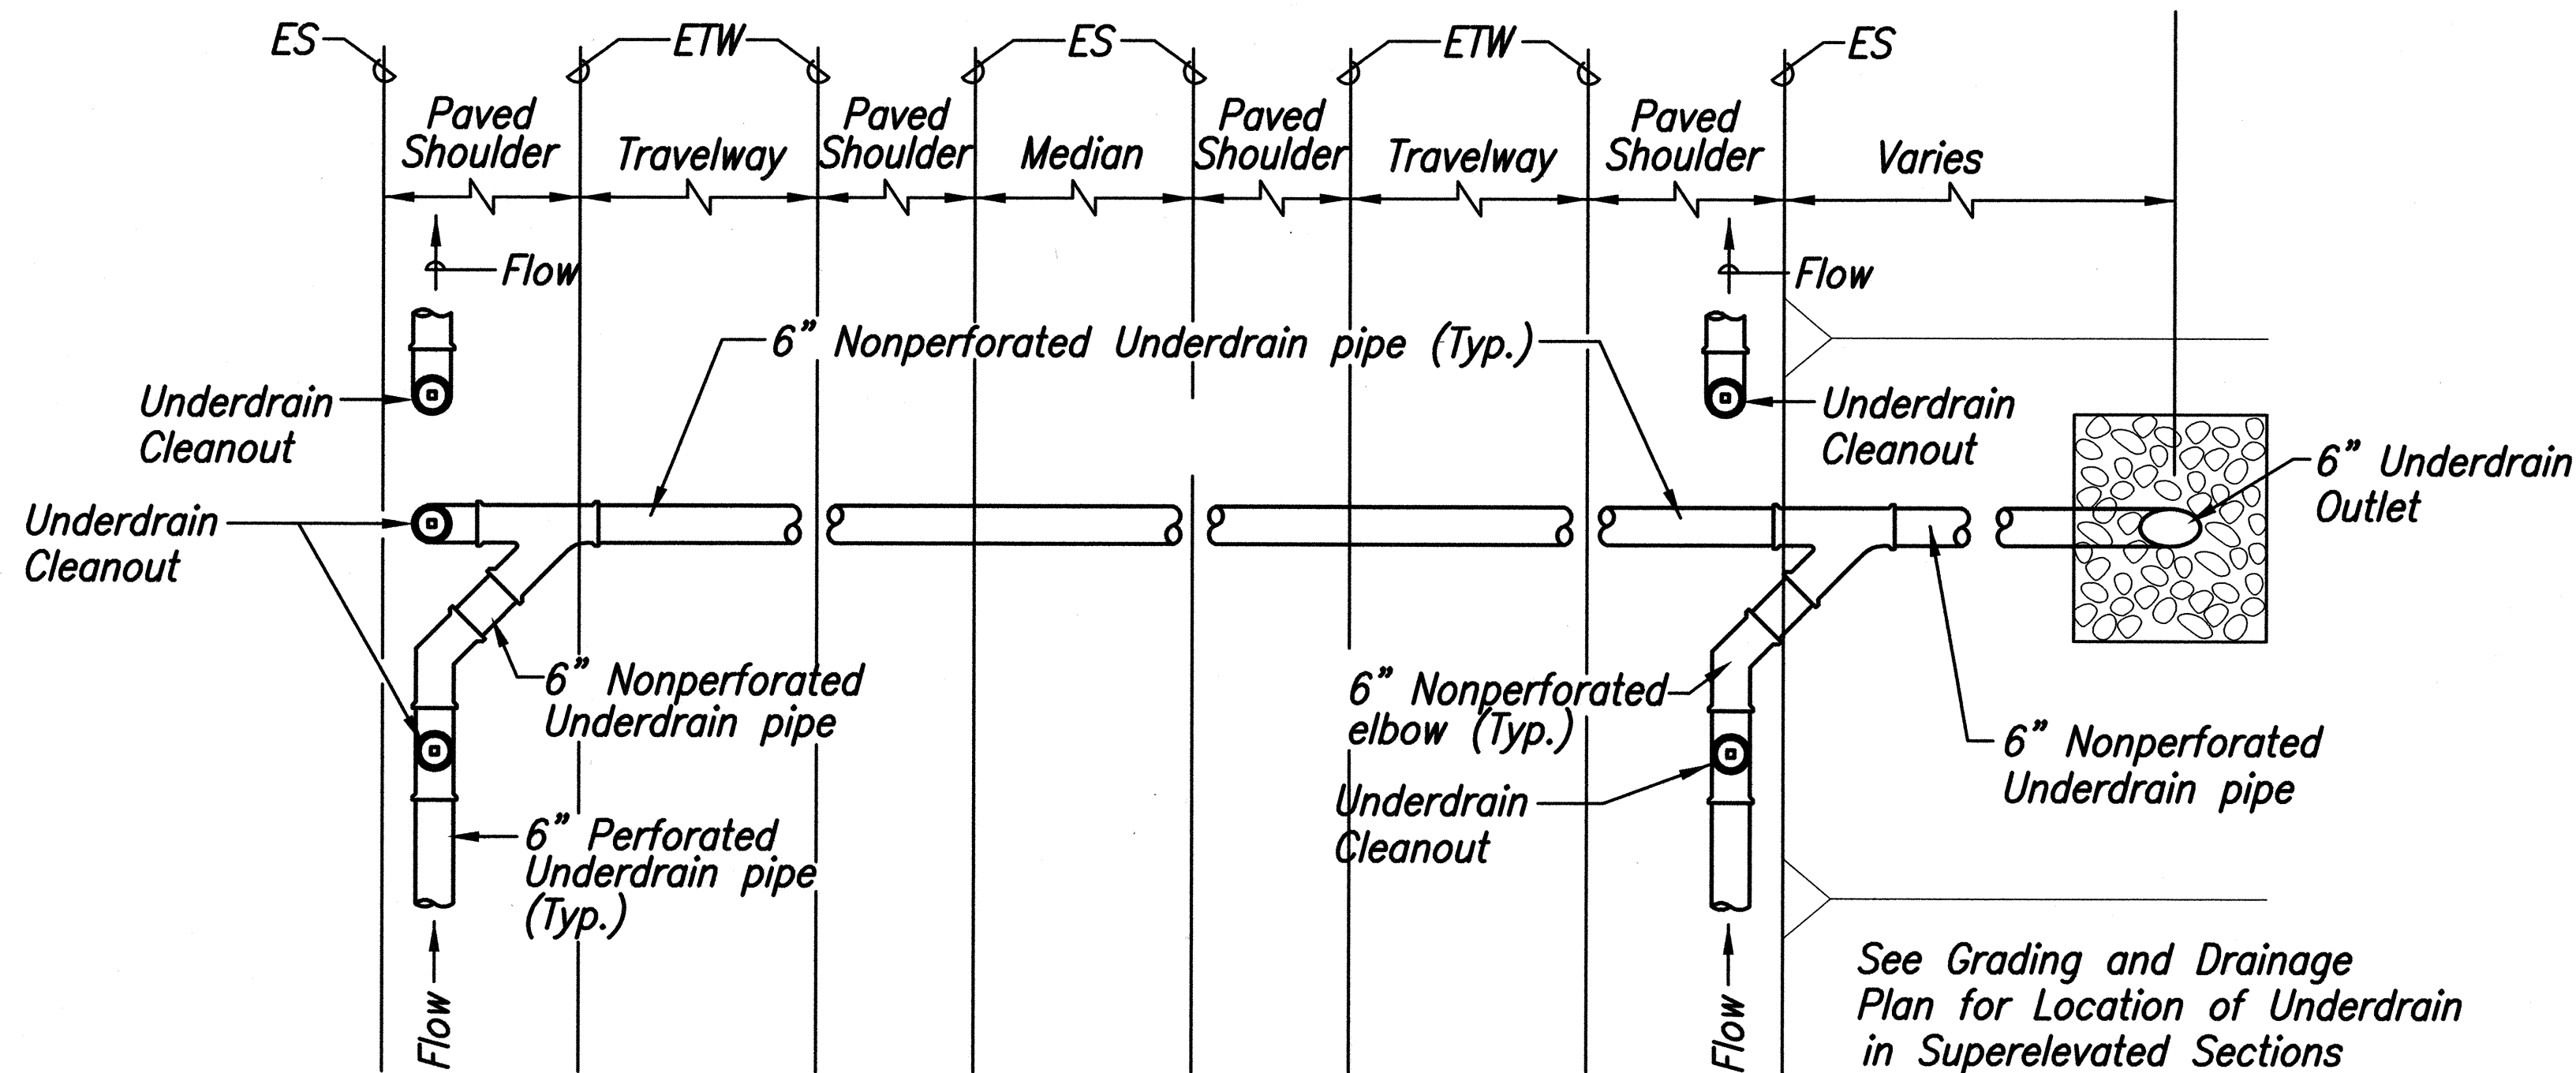 ES
ETW
ES
ETW
ES
Paved
Shoulder
Travelway
Paved
Shoulder
Median
Paved
Shoulder
Travelway
Paved
Shoulder
Varies
Flow
Flow
6" Nonperforated Underdrain pipe (Typ.)
Underdrain
Cleanout
Underdrain
Cleanout
6" Underdrain
Outlet
Underdrain
Cleanout
6" Nonperforated
Underdrain pipe
6" Nonperforated
elbow (Typ.)
6" Nonperforated
Underdrain pipe
Underdrain
Cleanout
6" Perforated
Underdrain pipe
(Typ.)
See Grading and Drainage
Plan for Location of Underdrain
in Superelevated Sections
Flow
Flow